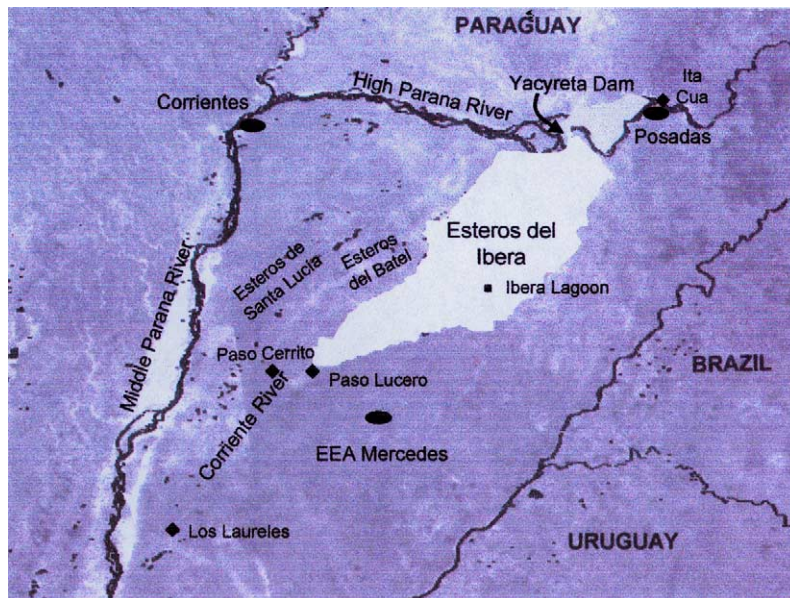 PARAGUAY
High Parana River
Yacyreta Dam
Ita
Cua
Corrientes
Posadas
Esteros del
Ibera
Esteros de
Santa Lucia
Esteros
del Batel
Ibera Lagoon
Middle Parana River
Paso Cerrito
Paso Lucero
BRAZIL
Corriente River
EEA Mercedes
Los Laureles
URUGUAY